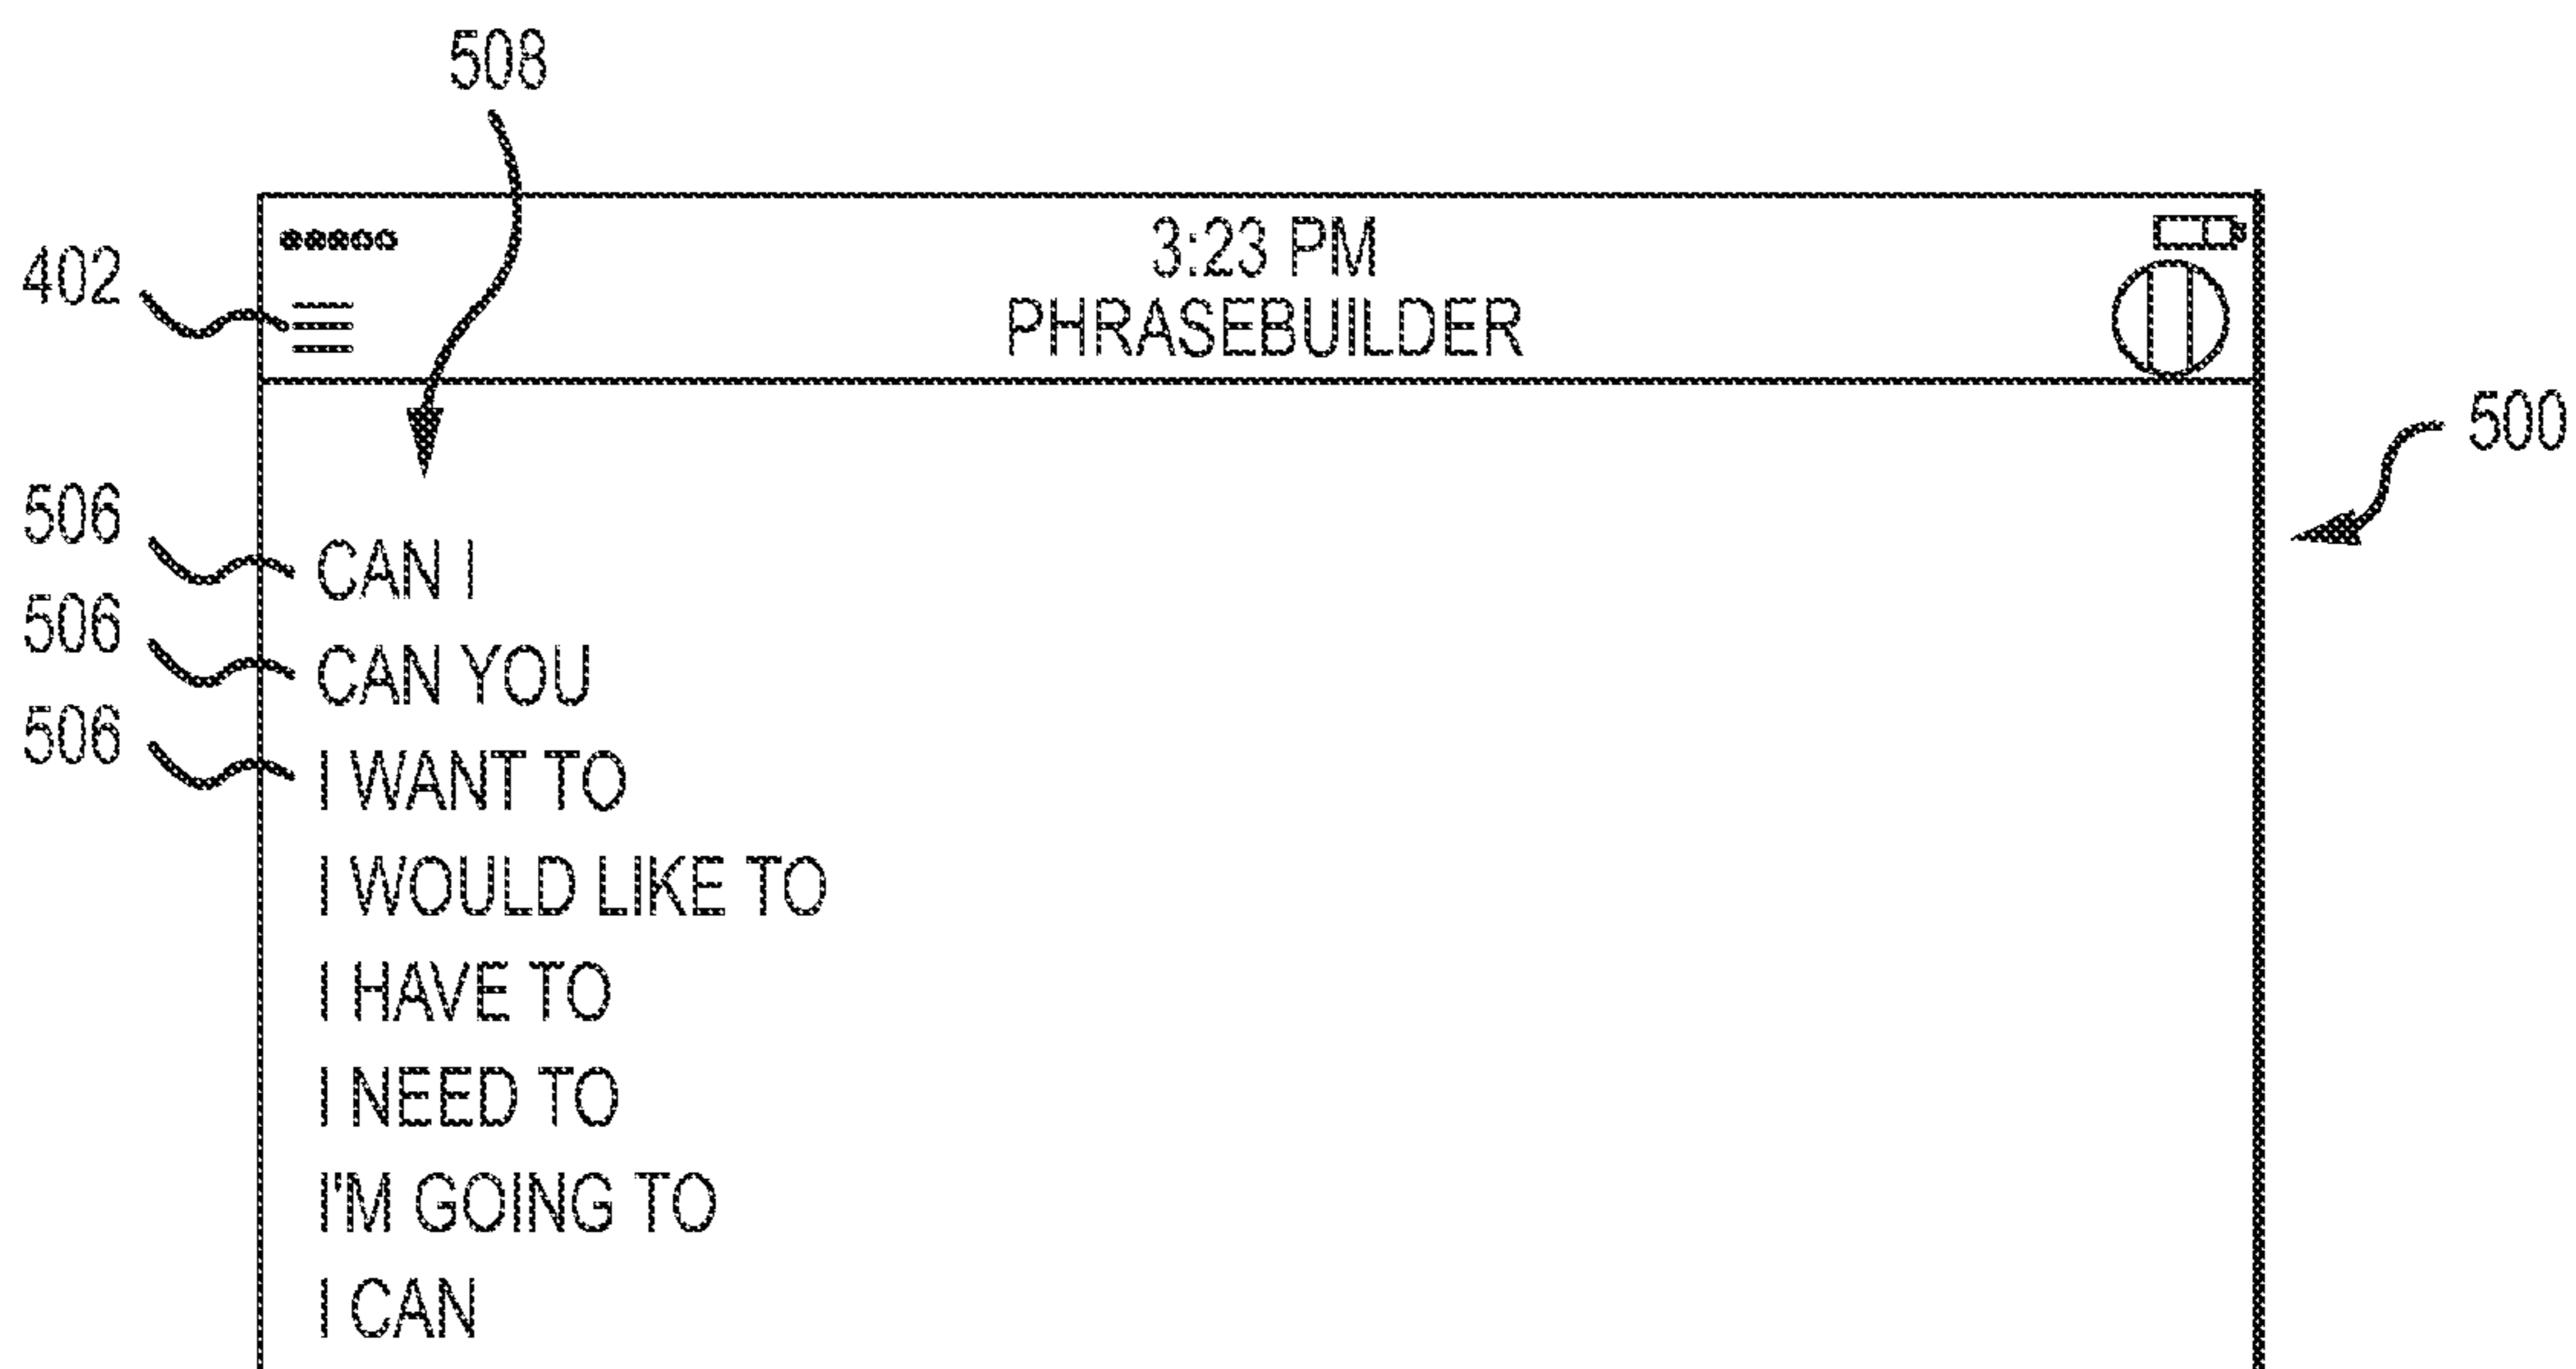 508
3:23 PM
402
PHRASEBUILDER
500
506 CAN I
506 CAN YOU
506 I WANT TO
I WOULD LIKE TO
I HAVE TO
I NEED TO
I'M GOING TO
I CAN